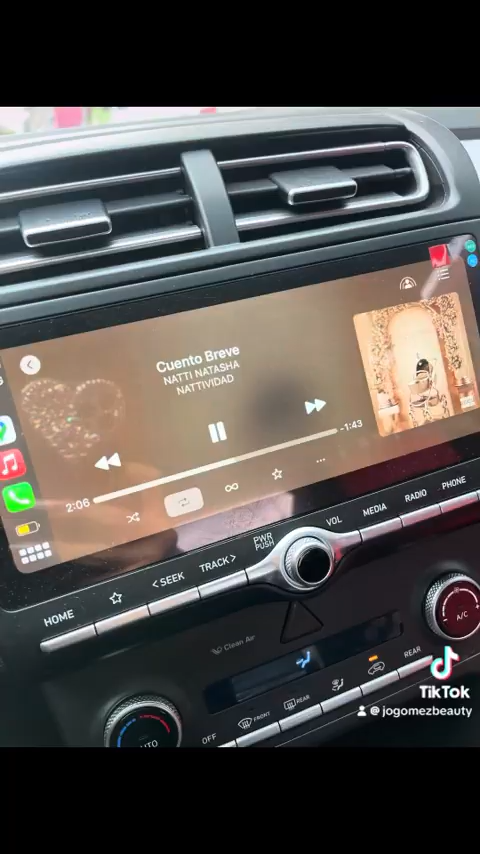 Cuento Breve
NATTI NATASHA
NATTIVIDAD
2:06
-1:43
HOME
< SEEK
TRACK >
PWR
PUSH
VOL
MEDIA
RADIO
PHONE
Clean Air
A/C
AUTO
OFF
FRONT
REAR
REAR
TikTok
@jogomezbeauty